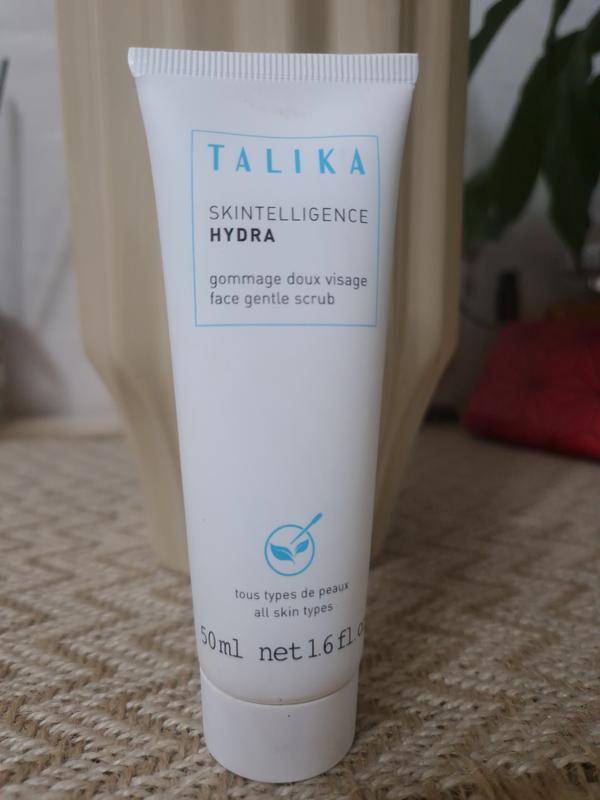 TALIKA
SKINTELLIGENCE
HYDRA
gommage doux visage
face gentle scrub
tous types de peaux
all skin types
50ml net 1.6 fl.o